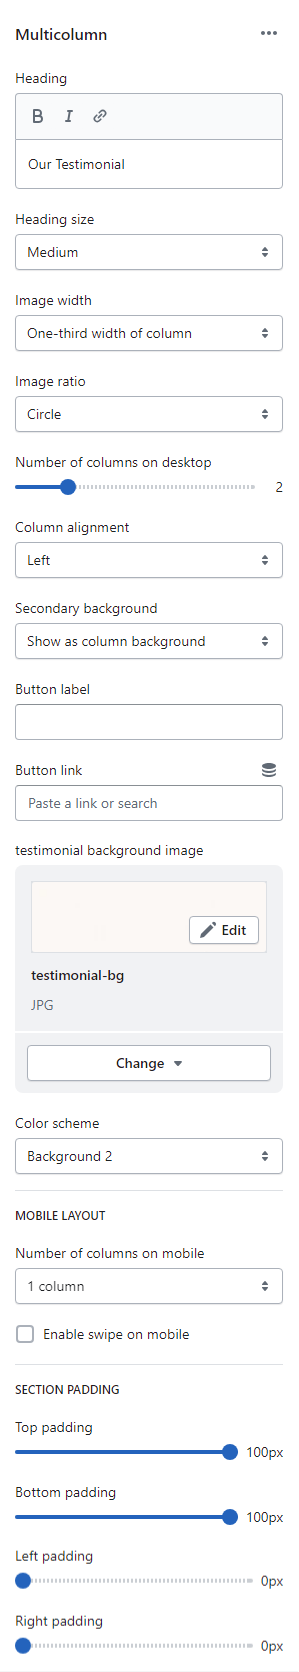 Multicolumn
Heading
B I
Our Testimonial
Heading size
Medium
Image width
One-third width of column
Image ratio
Circle
Number of columns on desktop
2
Column alignment
Left
Secondary background
Show as column background
Button label
Button link
Paste a link or search
testimonial background image
Edit
testimonial-bg
JPG
Change
Color scheme
Background 2
MOBILE LAYOUT
Number of columns on mobile
1 column
Enable swipe on mobile
SECTION PADDING
Top padding
100px
Bottom padding
100px
Left padding
0px
Right padding
0px